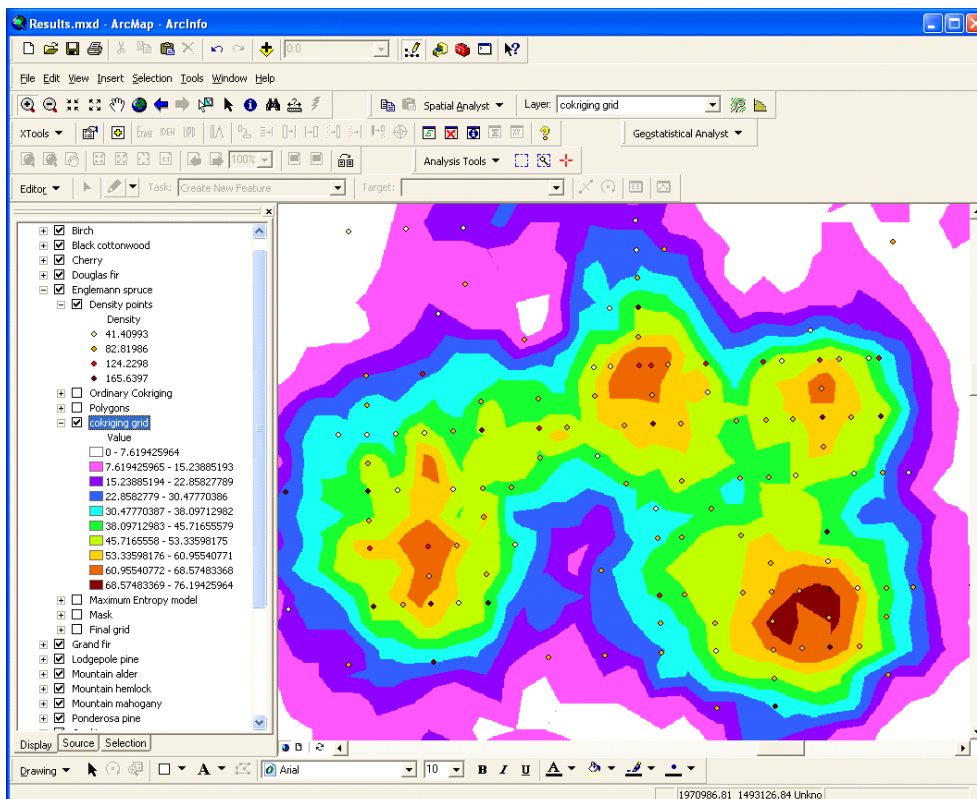 Results.mxd - ArcMap - ArcInfo
0:0
File Edit View Insert Selection Tools Window Help
Spatial Analyst Layer: cokriging grid
XTools Geostatistical Analyst
100% Analysis Tools
Editor Task: Create New Feature Target:
Birch
Black cottonwood
Cherry
Douglas fir
Englemann spruce
Density points
Density
41.40993
82.81986
124.2298
165.6397
Ordinary Cokriging
Polygons
cokriging grid
Value
0 - 7.619425964
7.619425965 - 15.23885193
15.23885194 - 22.85827789
22.8582779 - 30.47770386
30.47770387 - 38.09712982
38.09712983 - 45.71655579
45.7165558 - 53.33598175
53.33598176 - 60.95540771
60.95540772 - 68.57483368
68.57483369 - 76.19425964
Maximum Entropy model
Mask
Final grid
Grand fir
Lodgepole pine
Mountain alder
Mountain hemlock
Mountain mahogany
Ponderosa pine
Display Source Selection
Drawing A Arial 10 B I U A
1970986.81 1493126.84 Unkno